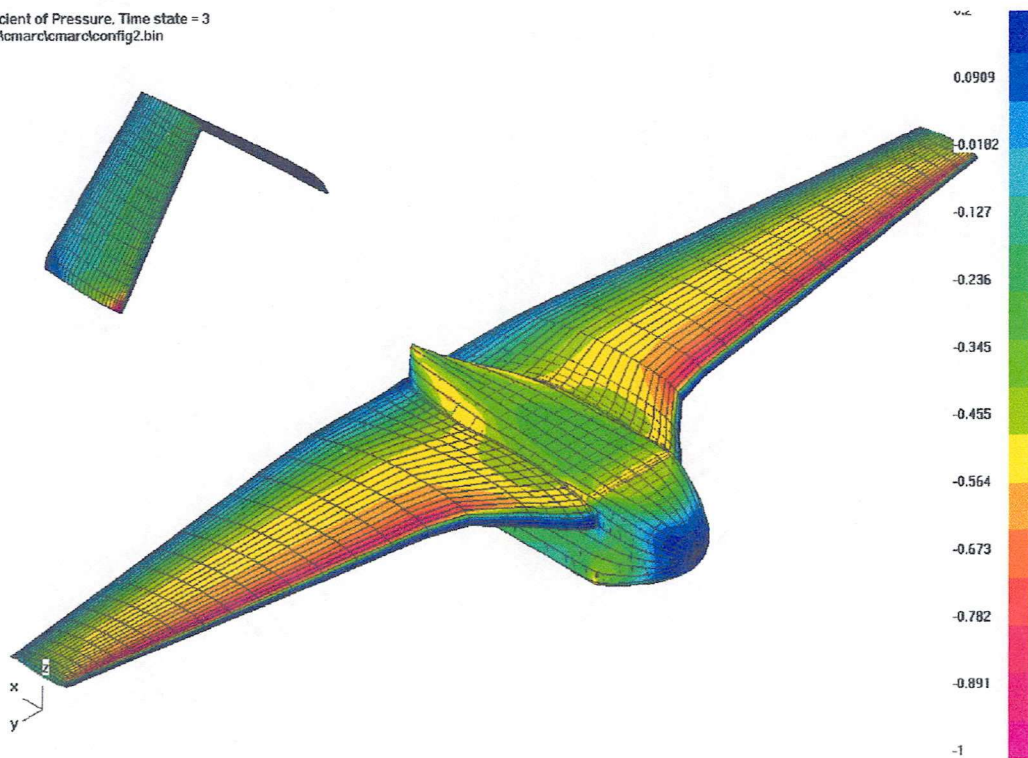 cient of Pressure. Time state = 3
\cmarc\cmarc\config2.bin
0.0909
-0.0182
-0.127
-0.236
-0.345
-0.455
-0.564
-0.673
-0.782
-0.891
-1
z
x
y